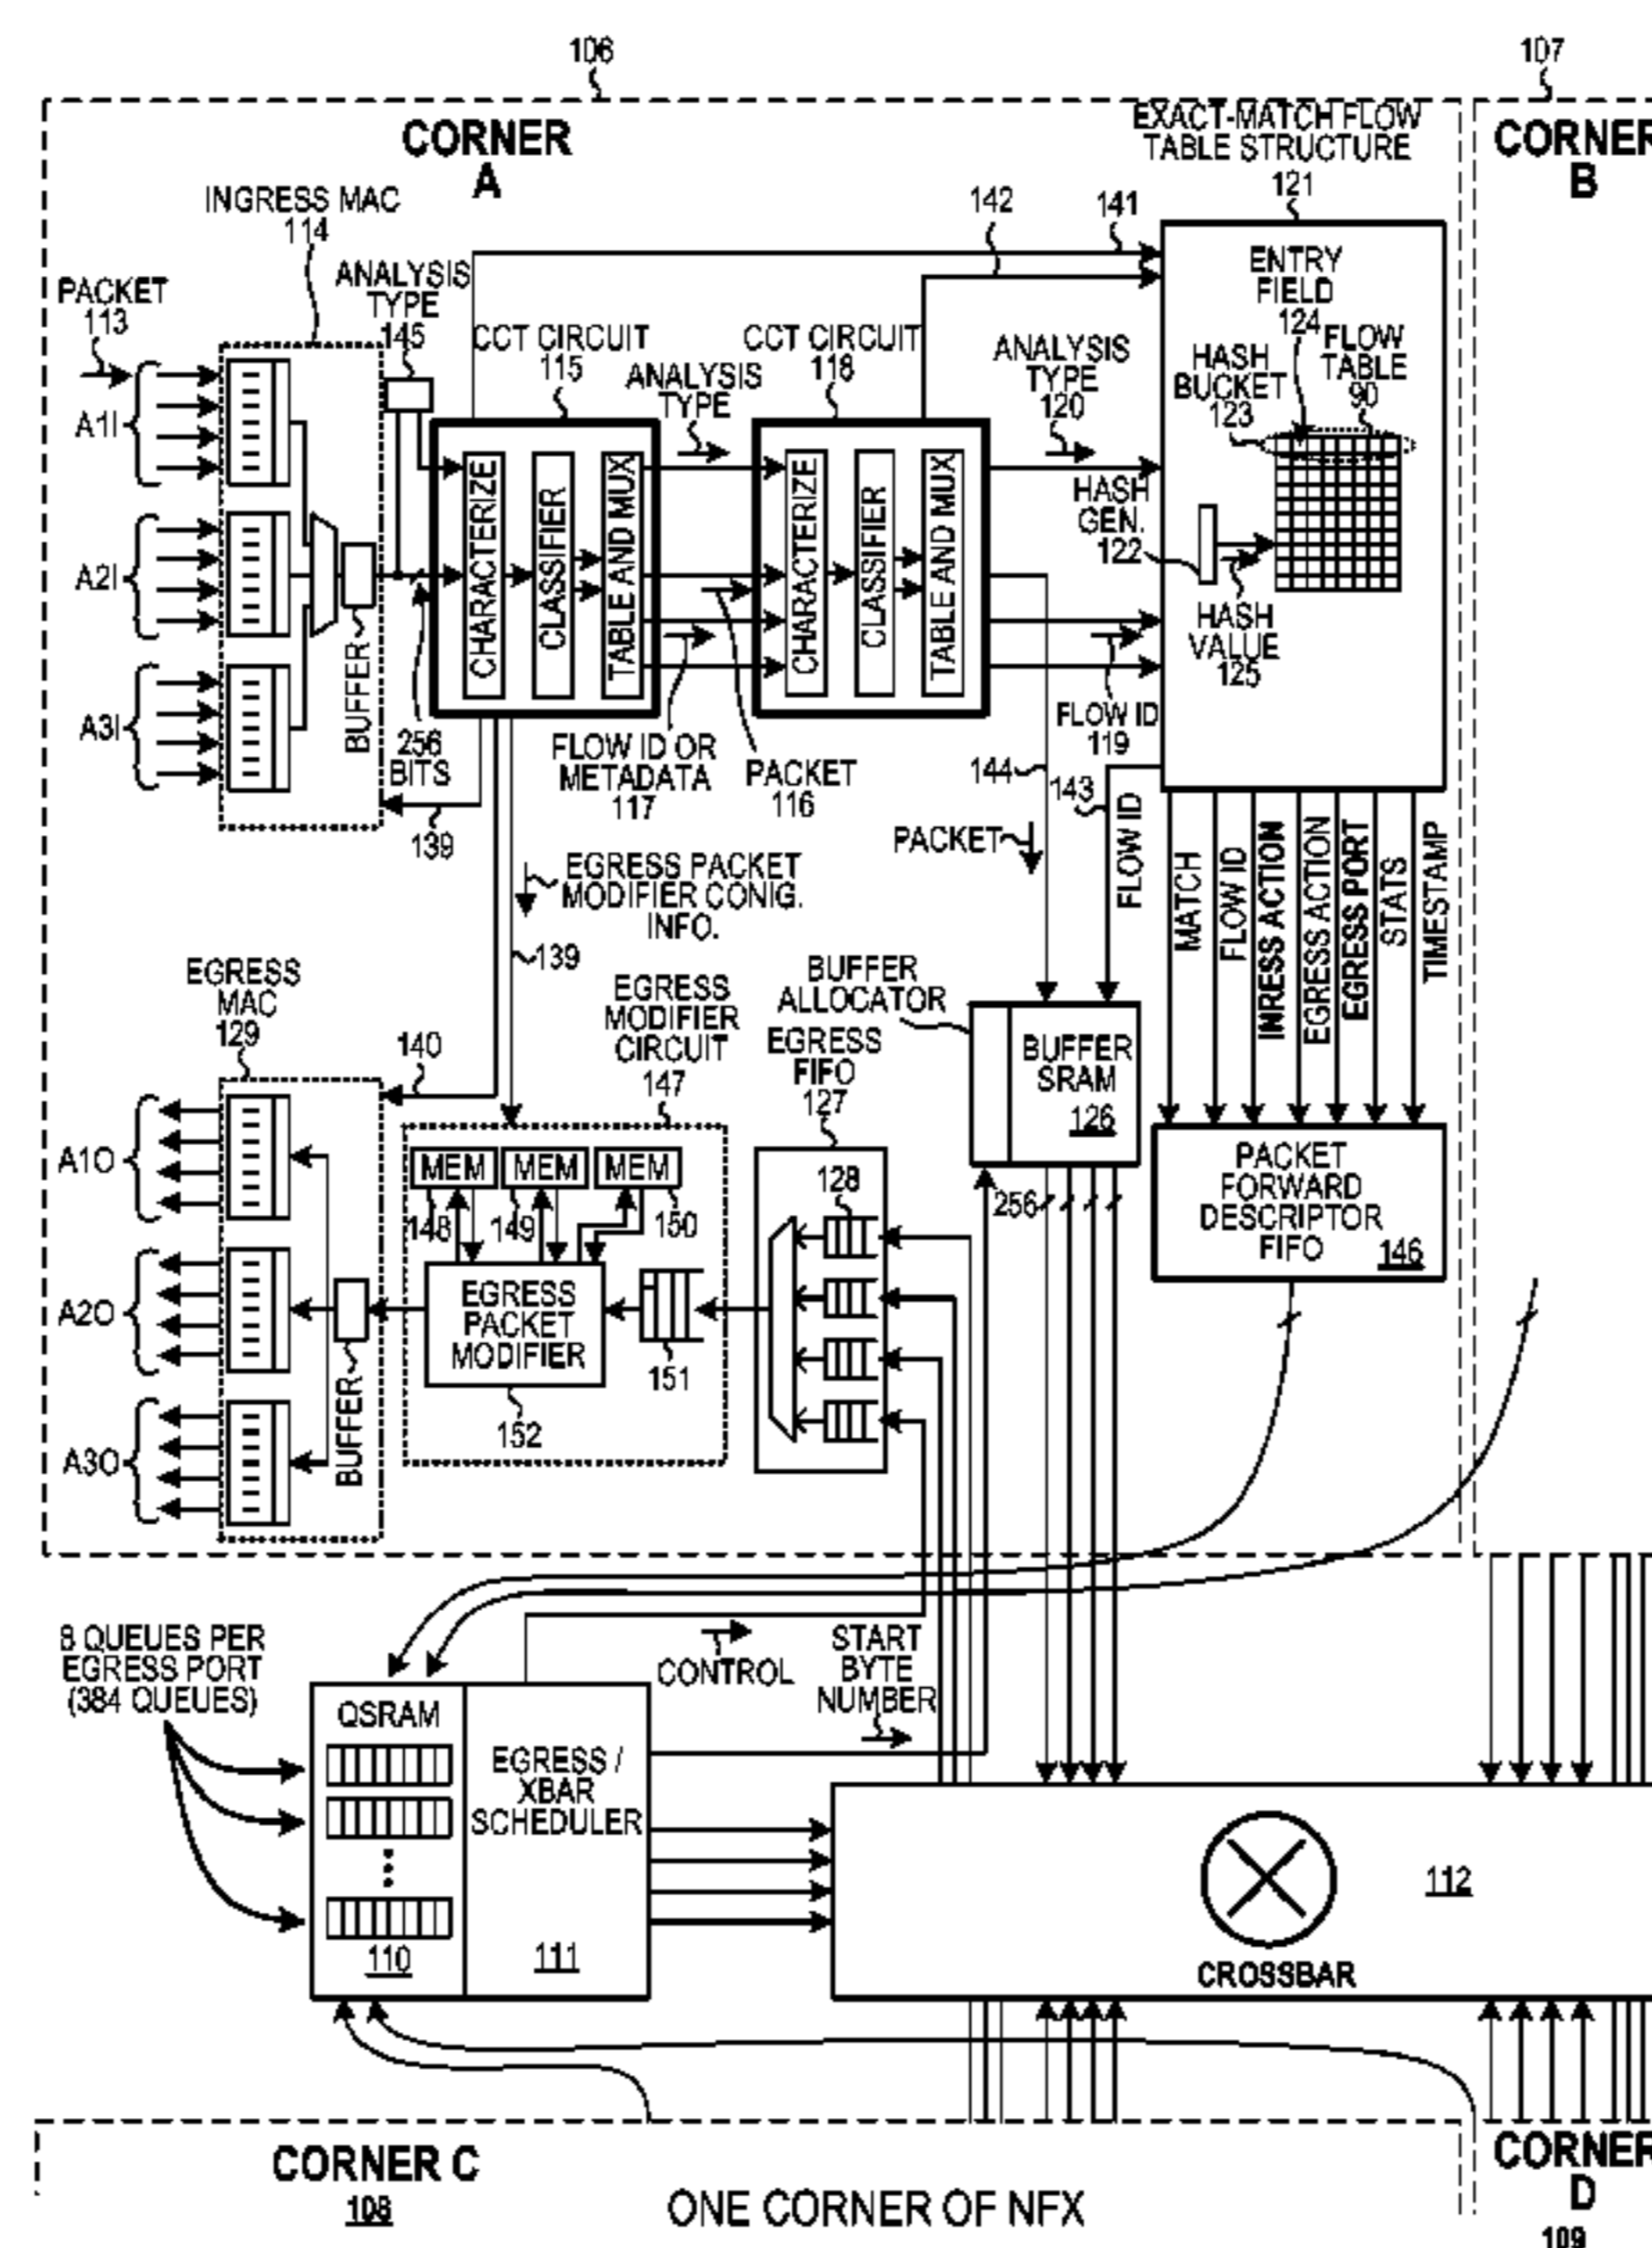 106
107
CORNER
A
EXACT-MATCH FLOW
TABLE STRUCTURE
121
CORNER
B
INGRESS MAC
114
142
141
PACKET
113
ANALYSIS
TYPE
145
CCT CIRCUIT
115
ANALYSIS
TYPE
CCT CIRCUIT
118
ANALYSIS
TYPE
120
ENTRY
FIELD
124
HASH
BUCKET
123
FLOW
TABLE
90
A1I
A2I
A3I
BUFFER
256
BITS
CHARACTERIZE
CLASSIFIER
TABLE AND MUX
CHARACTERIZE
CLASSIFIER
TABLE AND MUX
HASH
GEN.
122
HASH
VALUE
125
FLOW ID OR
METADATA
117
PACKET
116
FLOW ID
119
144
143
139
PACKET
FLOW ID
MATCH
FLOW ID
INRESS ACTION
EGRESS ACTION
EGRESS PORT
STATS
TIMESTAMP
EGRESS PACKET
MODIFIER CONIG.
INFO.
139
EGRESS
MAC
129
140
EGRESS
MODIFIER
CIRCUIT
147
BUFFER
ALLOCATOR
EGRESS
FIFO
127
BUFFER
SRAM
126
A1O
A2O
A3O
MEM
MEM
MEM
148
149
150
128
256
PACKET
FORWARD
DESCRIPTOR
FIFO
146
EGRESS
PACKET
MODIFIER
151
152
BUFFER
8 QUEUES PER
EGRESS PORT
(384 QUEUES)
CONTROL
START
BYTE
NUMBER
QSRAM
110
EGRESS /
XBAR
SCHEDULER
111
112
CROSSBAR
CORNER C
108
ONE CORNER OF NFX
CORNER
D
109